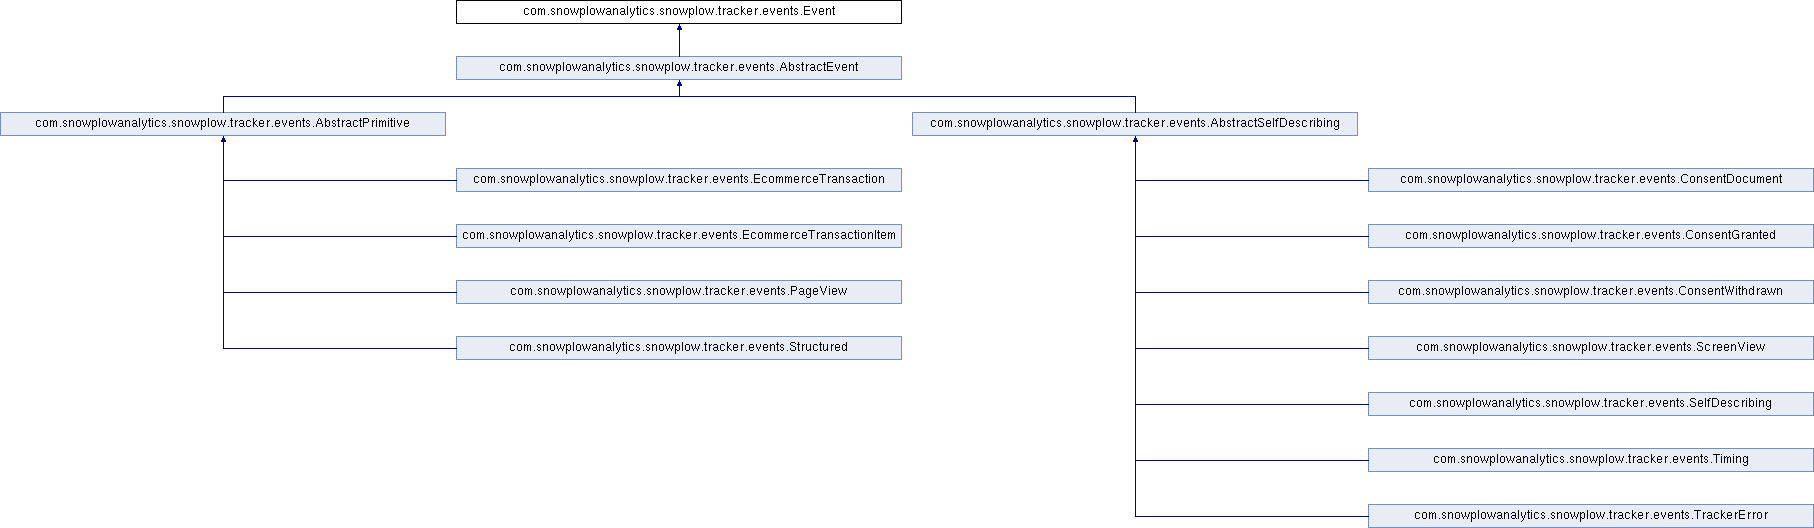 com.snowplowanalytics.snowplow.tracker.events.Event
com.snowplowanalytics.snowplow.tracker.events.AbstractEvent
com.snowplowanalytics.snowplow.tracker.events.AbstractPrimitive
com.snowplowanalytics.snowplow.tracker.events.AbstractSelfDescribing
com.snowplowanalytics.snowplow.tracker.events.EcommerceTransaction
com.snowplowanalytics.snowplow.tracker.events.ConsentDocument
com.snowplowanalytics.snowplow.tracker.events.EcommerceTransactionItem
com.snowplowanalytics.snowplow.tracker.events.ConsentGranted
com.snowplowanalytics.snowplow.tracker.events.PageView
com.snowplowanalytics.snowplow.tracker.events.ConsentWithdrawn
com.snowplowanalytics.snowplow.tracker.events.Structured
com.snowplowanalytics.snowplow.tracker.events.ScreenView
com.snowplowanalytics.snowplow.tracker.events.SelfDescribing
com.snowplowanalytics.snowplow.tracker.events.Timing
com.snowplowanalytics.snowplow.tracker.events.TrackerError